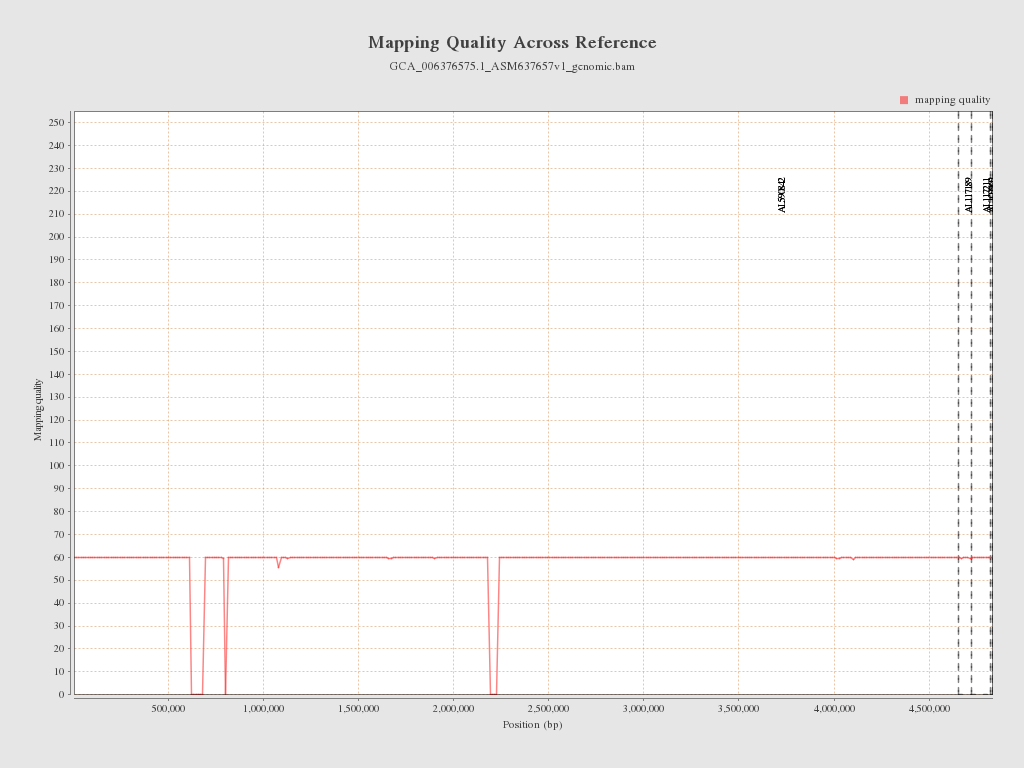 Mapping Quality Across Reference
GCA_006376575.1_ASM637657v1_genomic.bam
mapping quality
250
240
230
220
210
200
190
180
170
160
150
140
130
120
110
100
90
80
70
60
50
40
30
20
10
0
Mapping quality
AL590842
AL117189
AL117211
500,000 1,000,000 1,500,000 2,000,000 2,500,000 3,000,000 3,500,000 4,000,000 4,500,000
Position (bp)